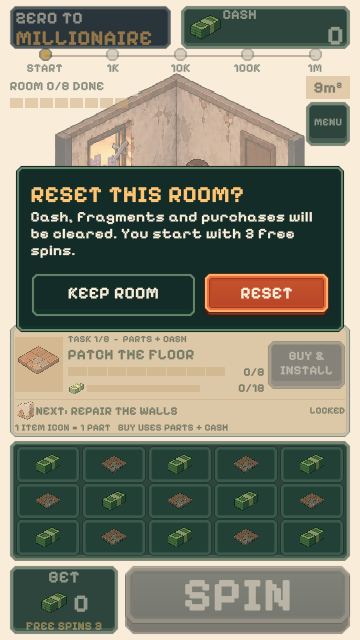 ZERO TO
MILLIONAIRE
CASH
0
START 1K 10K 100K 1M
ROOM 0/8 DONE
9m²
MENU
RESET THIS ROOM?
Cash, fragments and purchases will
be cleared. You start with 3 free
spins.
KEEP ROOM
RESET
TASK 1/8 - PARTS + CASH
PATCH THE FLOOR
0/8
0/18
BUY &
INSTALL
NEXT: REPAIR THE WALLS
LOCKED
1 ITEM ICON = 1 PART BUY USES PARTS + CASH
BET
0
FREE SPINS 3
SPIN